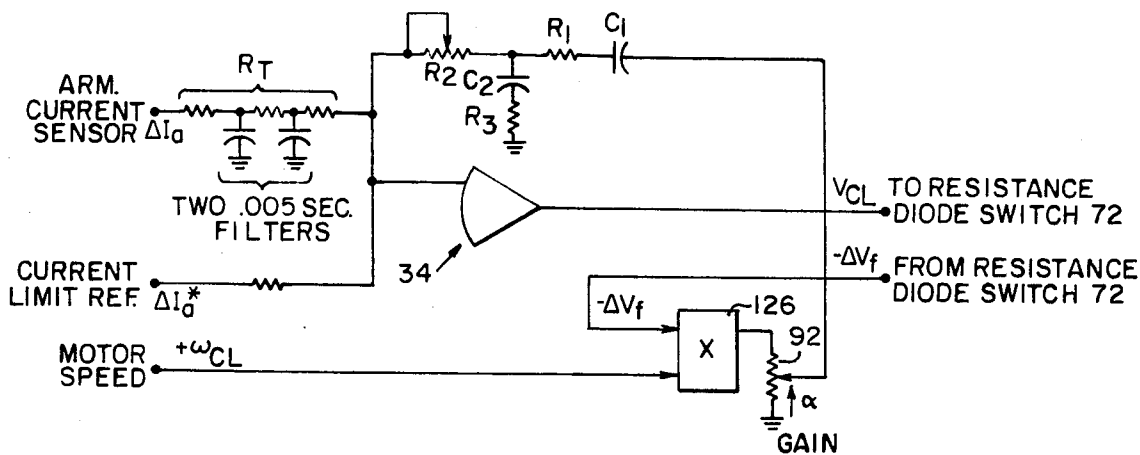 R1
C1
R2
C2
R3
RT
ARM.
CURRENT
SENSOR
ΔIa
TWO .005 SEC.
FILTERS
34
VCL
TO RESISTANCE
DIODE SWITCH 72
CURRENT
LIMIT REF.
ΔIa*
-ΔVf
FROM RESISTANCE
DIODE SWITCH 72
-ΔVf
126
X
92
MOTOR
SPEED
+ωCL
α
GAIN